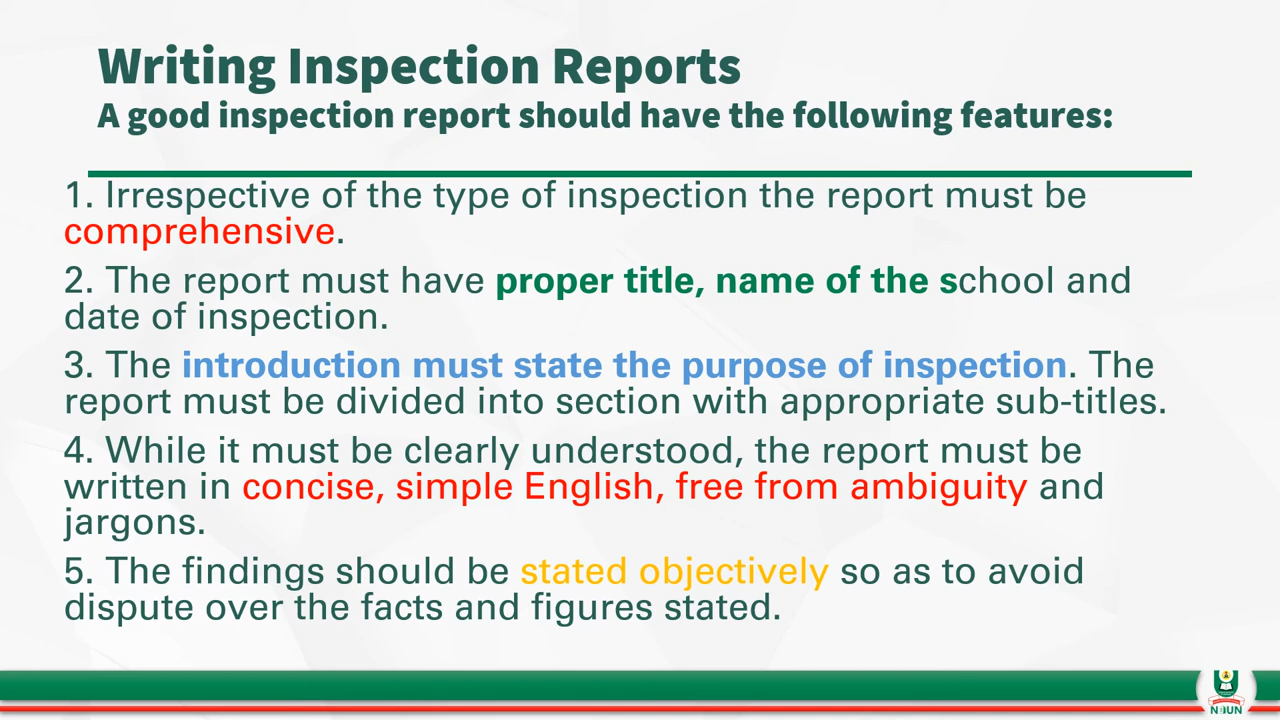 Writing Inspection Reports
A good inspection report should have the following features:
1. Irrespective of the type of inspection the report must be
comprehensive.
2. The report must have proper title, name of the school and
date of inspection.
3. The introduction must state the purpose of inspection. The
report must be divided into section with appropriate sub-titles.
4. While it must be clearly understood, the report must be
written in concise, simple English, free from ambiguity and
jargons.
5. The findings should be stated objectively so as to avoid
dispute over the facts and figures stated.
NOUN